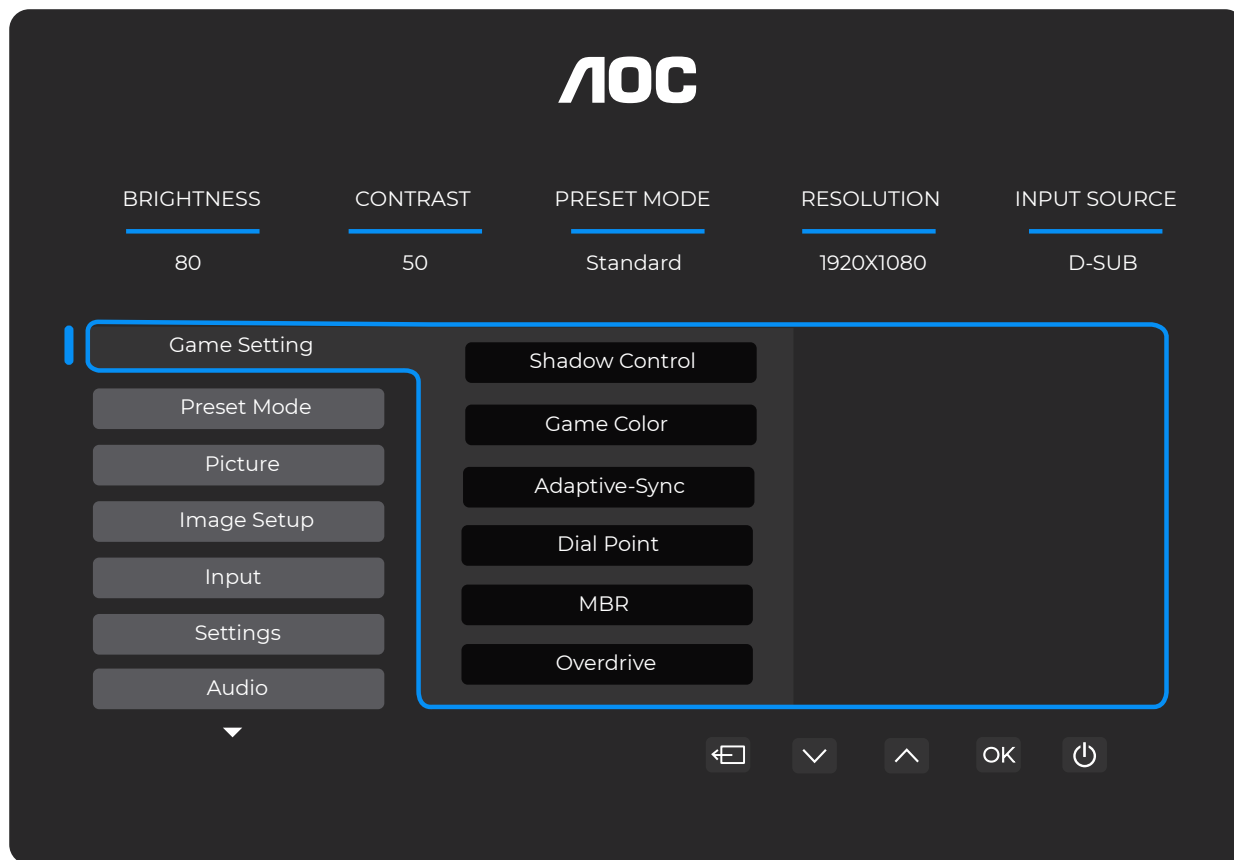 AOC
BRIGHTNESS CONTRAST PRESET MODE RESOLUTION INPUT SOURCE
80 50 Standard 1920X1080 D-SUB
Game Setting
Preset Mode
Picture
Image Setup
Input
Settings
Audio
Shadow Control
Game Color
Adaptive-Sync
Dial Point
MBR
Overdrive
OK